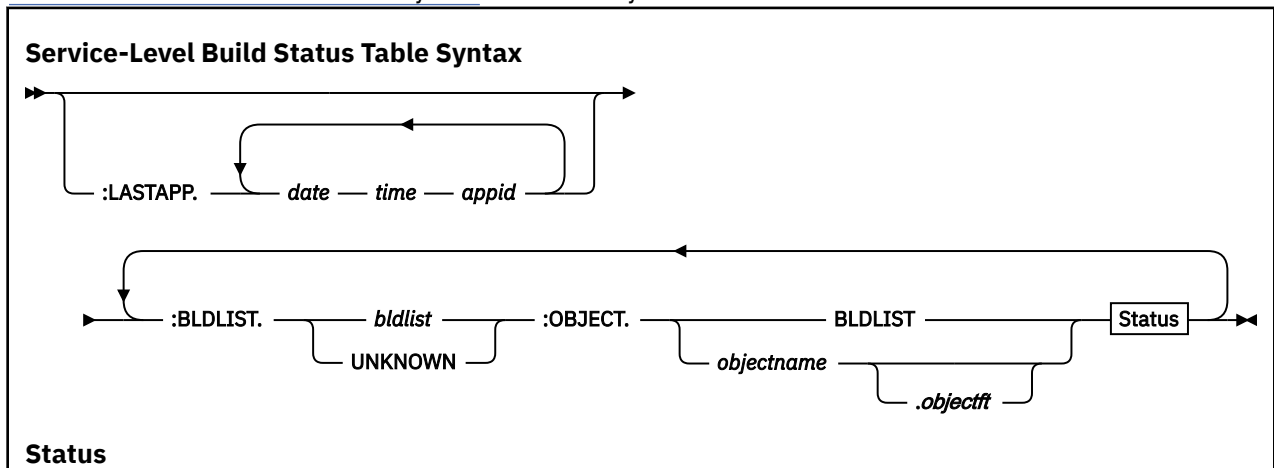 Service-Level Build Status Table Syntax
:LASTAPP. date time appid
:BLDLIST. bldlist :OBJECT. BLDLIST Status
UNKNOWN objectname
.objectft
Status